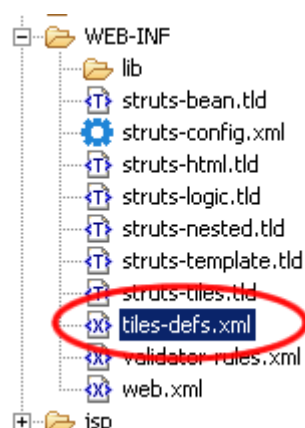 WEB-INF
lib
struts-bean.tld
struts-config.xml
struts-html.tld
struts-logic.tld
struts-nested.tld
struts-template.tld
struts-tiles.tld
tiles-defs.xml
validator-rules.xml
web.xml
jsp